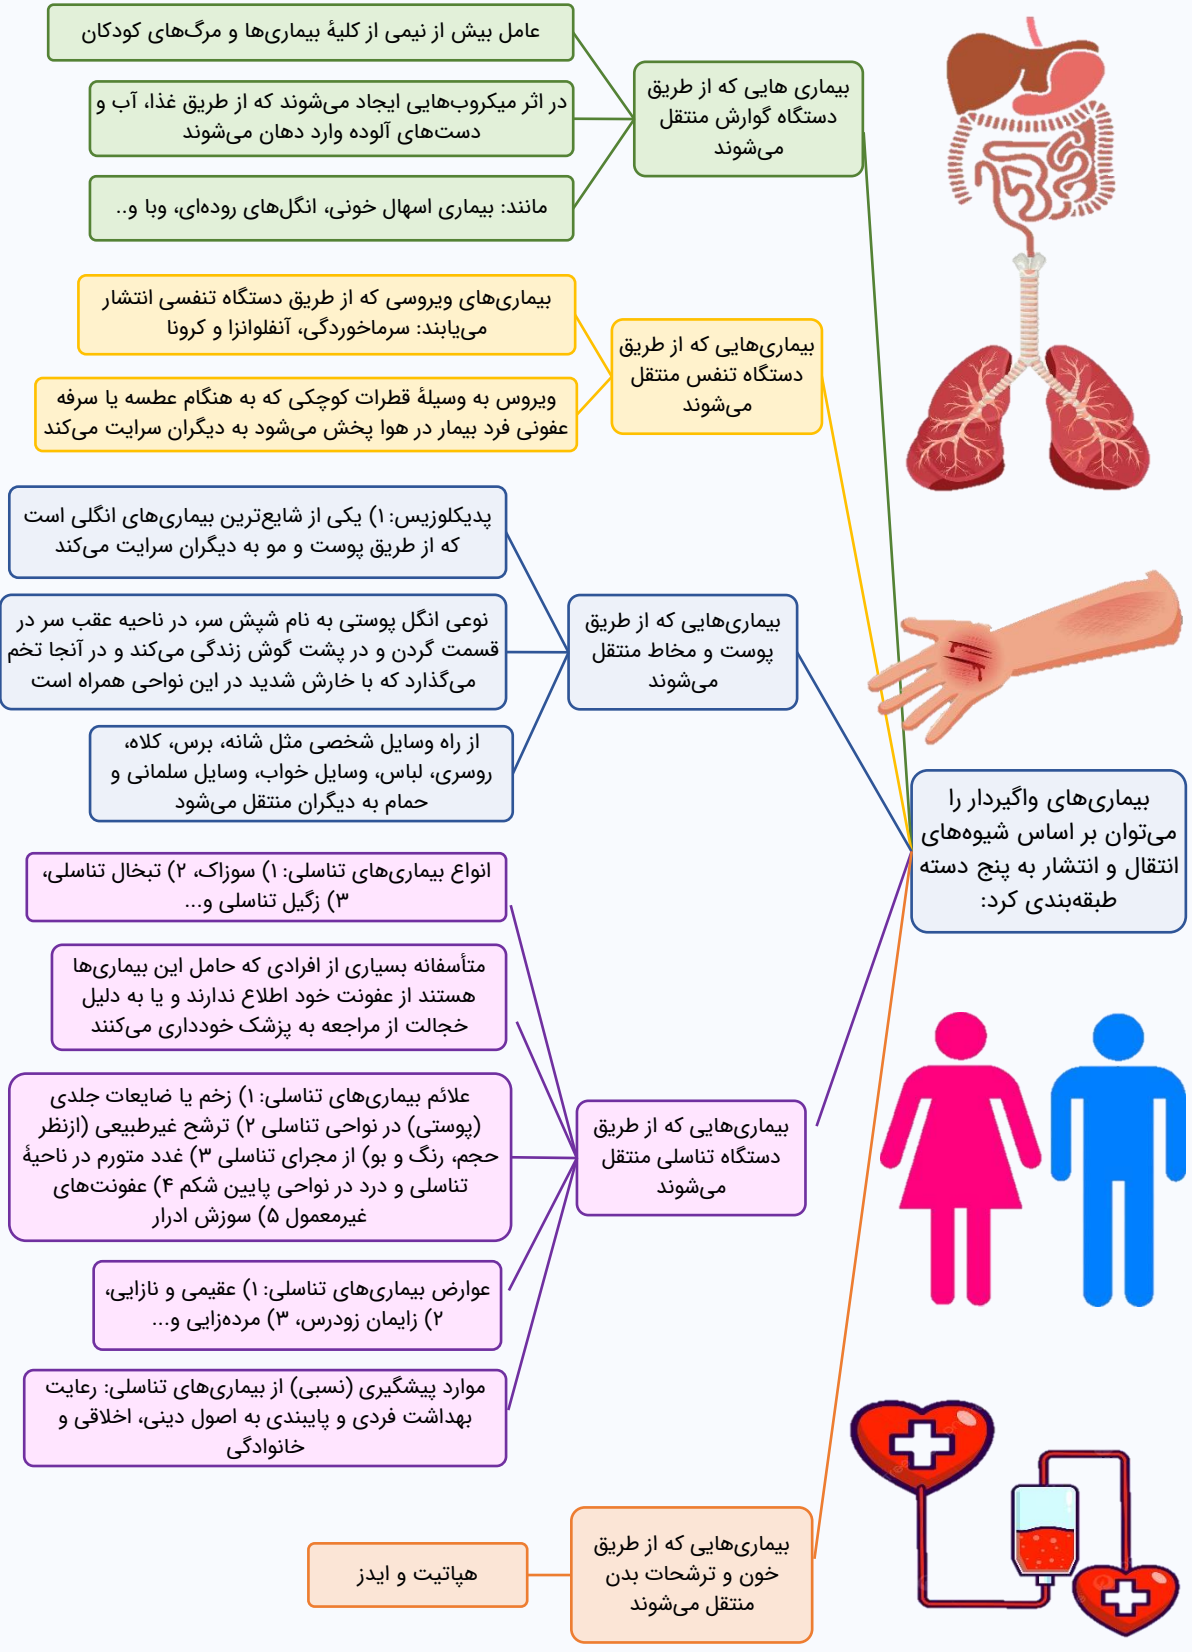 بیماری‌های واگیردار را
می‌توان بر اساس شیوه‌های
انتقال و انتشار به پنج دسته
طبقه‌بندی کرد:
بیماری هایی که از طریق
دستگاه گوارش منتقل
می‌شوند
عامل بیش از نیمی از کلیهٔ بیماری‌ها و مرگ‌های کودکان
در اثر میکروب‌هایی ایجاد می‌شوند که از طریق غذا، آب و
دست‌های آلوده وارد دهان می‌شوند
مانند: بیماری اسهال خونی، انگل‌های روده‌ای، وبا و..
بیماری‌هایی که از طریق
دستگاه تنفس منتقل
می‌شوند
بیماری‌های ویروسی که از طریق دستگاه تنفسی انتشار
می‌یابند: سرماخوردگی، آنفلوانزا و کرونا
ویروس به وسیلهٔ قطرات کوچکی که به هنگام عطسه یا سرفه
عفونی فرد بیمار در هوا پخش می‌شود به دیگران سرایت می‌کند
بیماری‌هایی که از طریق
پوست و مخاط منتقل
می‌شوند
پدیکلوزیس: ۱) یکی از شایع‌ترین بیماری‌های انگلی است
که از طریق پوست و مو به دیگران سرایت می‌کند
نوعی انگل پوستی به نام شپش سر، در ناحیه عقب سر در
قسمت گردن و در پشت گوش زندگی می‌کند و در آنجا تخم
می‌گذارد که با خارش شدید در این نواحی همراه است
از راه وسایل شخصی مثل شانه، برس، کلاه،
روسری، لباس، وسایل خواب، وسایل سلمانی و
حمام به دیگران منتقل می‌شود
بیماری‌هایی که از طریق
دستگاه تناسلی منتقل
می‌شوند
انواع بیماری‌های تناسلی: ۱) سوزاک، ۲) تبخال تناسلی،
۳) زگیل تناسلی و...
متأسفانه بسیاری از افرادی که حامل این بیماری‌ها
هستند از عفونت خود اطلاع ندارند و یا به دلیل
خجالت از مراجعه به پزشک خودداری می‌کنند
علائم بیماری‌های تناسلی: ۱) زخم یا ضایعات جلدی
(پوستی) در نواحی تناسلی ۲) ترشح غیرطبیعی (ازنظر
حجم، رنگ و بو) از مجرای تناسلی ۳) غدد متورم در ناحیهٔ
تناسلی و درد در نواحی پایین شکم ۴) عفونت‌های
غیرمعمول ۵) سوزش ادرار
عوارض بیماری‌های تناسلی: ۱) عقیمی و نازایی،
۲) زایمان زودرس، ۳) مرده‌زایی و...
موارد پیشگیری (نسبی) از بیماری‌های تناسلی: رعایت
بهداشت فردی و پایبندی به اصول دینی، اخلاقی و
خانوادگی
بیماری‌هایی که از طریق
خون و ترشحات بدن
منتقل می‌شوند
هپاتیت و ایدز